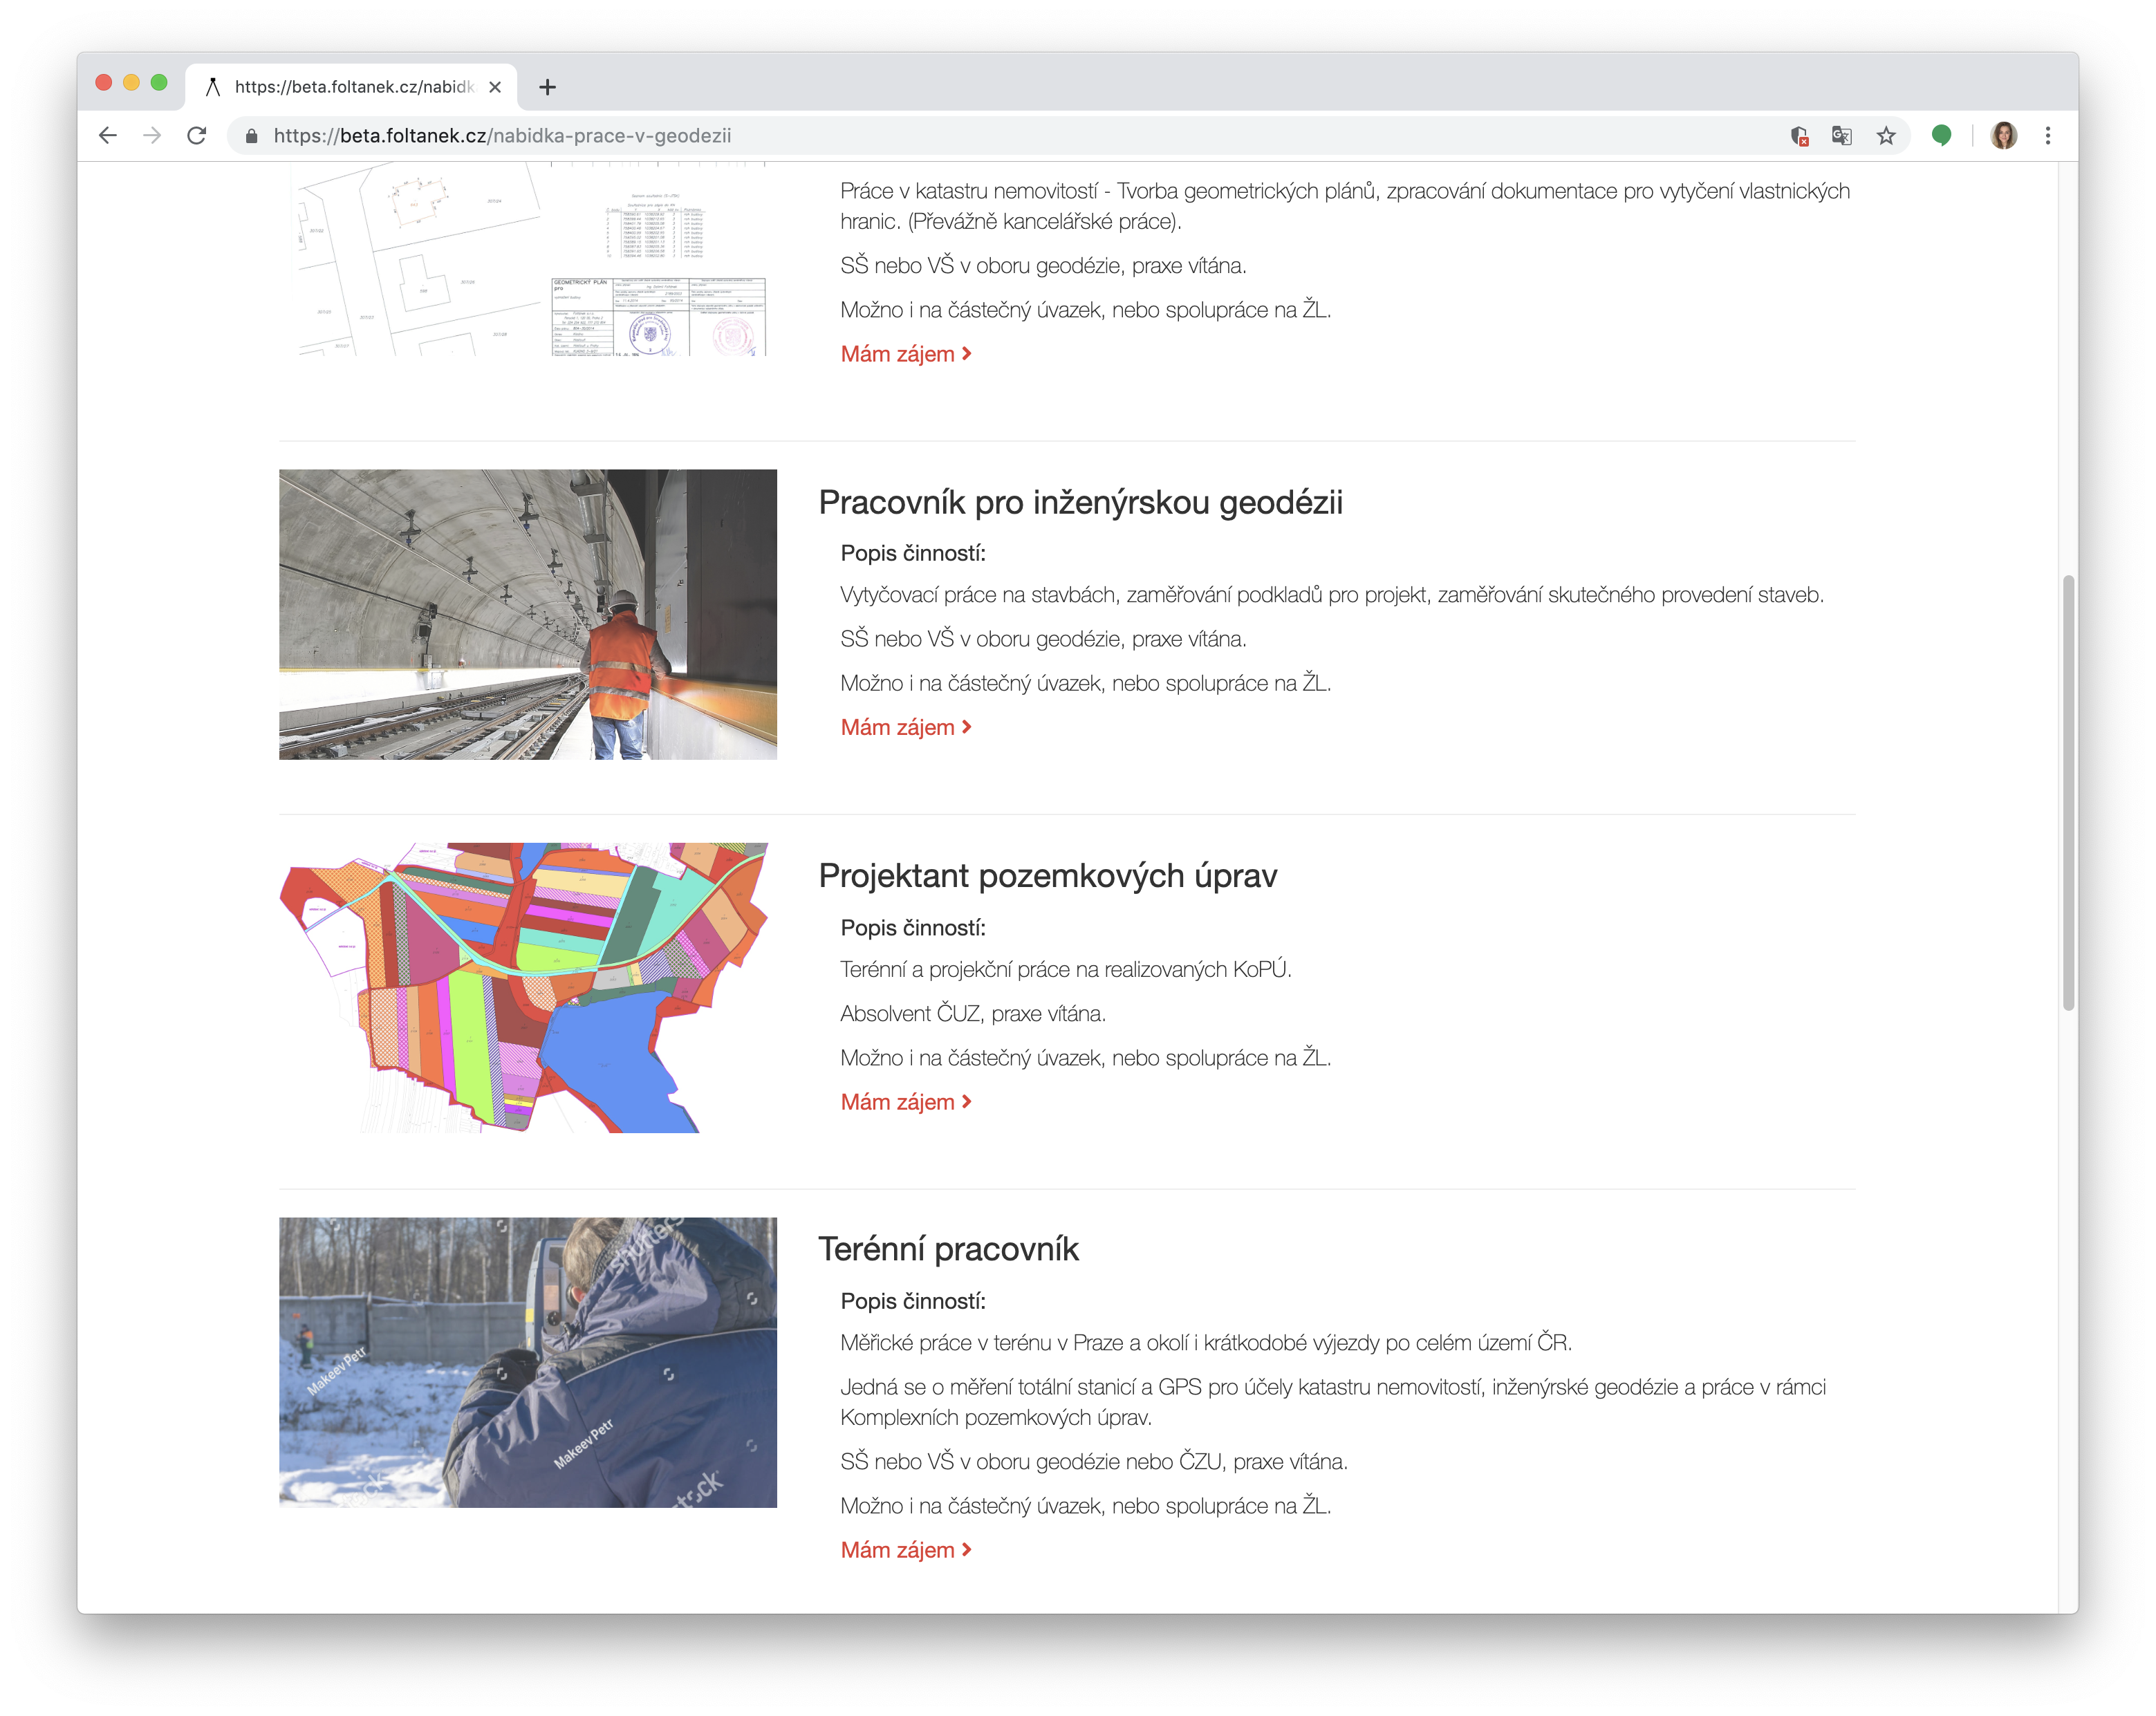 https://beta.foltanek.cz/nabidk
https://beta.foltanek.cz/nabidka-prace-v-geodezii
Práce v katastru nemovitostí - Tvorba geometrických plánů, zpracování dokumentace pro vytyčení vlastnických
hranic. (Převážně kancelářské práce).
SŠ nebo VŠ v oboru geodézie, praxe vítána.
Možno i na částečný úvazek, nebo spolupráce na ŽL.
Mám zájem
GEOMETRICKÝ PLÁN
pro
Pracovník pro inženýrskou geodézii
Popis činností:
Vytyčovací práce na stavbách, zaměřování podkladů pro projekt, zaměřování skutečného provedení staveb.
SŠ nebo VŠ v oboru geodézie, praxe vítána.
Možno i na částečný úvazek, nebo spolupráce na ŽL.
Mám zájem
Projektant pozemkových úprav
Popis činností:
Terénní a projekční práce na realizovaných KoPÚ.
Absolvent ČUZ, praxe vítána.
Možno i na částečný úvazek, nebo spolupráce na ŽL.
Mám zájem
Terénní pracovník
Popis činností:
Měřické práce v terénu v Praze a okolí i krátkodobé výjezdy po celém území ČR.
Jedná se o měření totální stanicí a GPS pro účely katastru nemovitostí, inženýrské geodézie a práce v rámci
Komplexních pozemkových úprav.
SŠ nebo VŠ v oboru geodézie nebo ČZU, praxe vítána.
Možno i na částečný úvazek, nebo spolupráce na ŽL.
Mám zájem
shutters
Makeev Petr
Makeev Petr